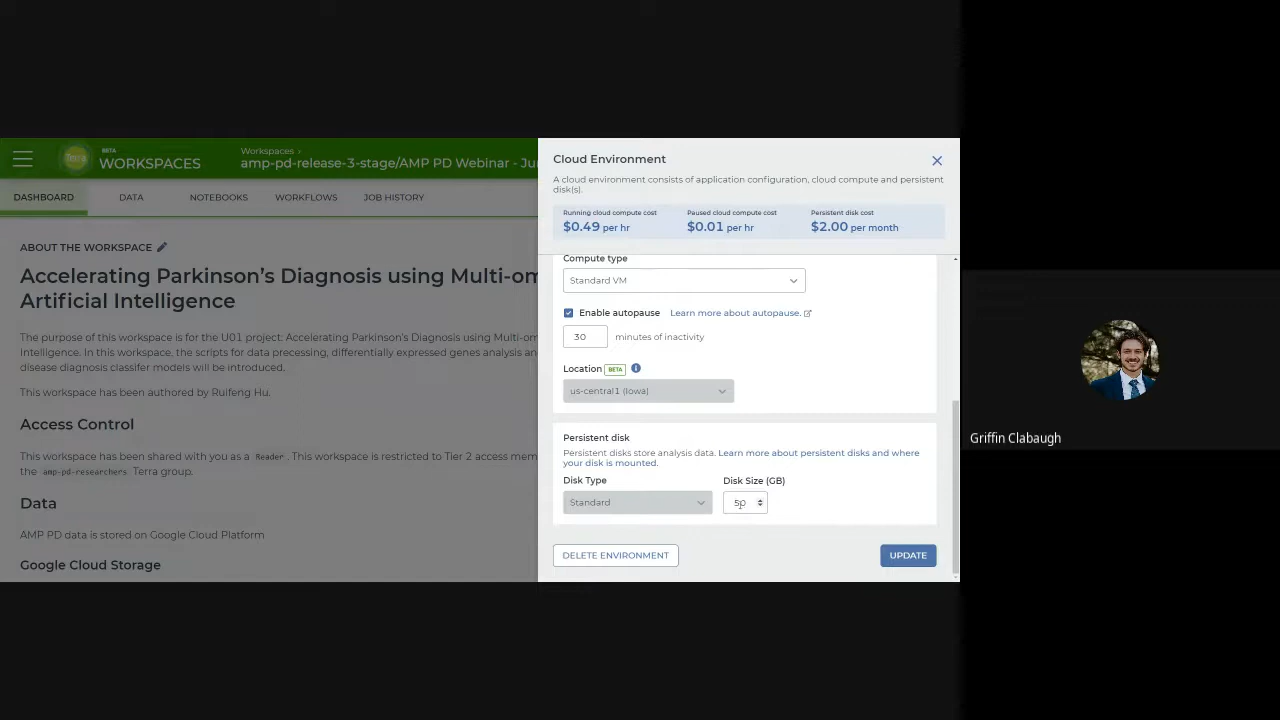 BETA
Terra
WORKSPACES
Workspaces ›
amp-pd-release-3-stage/AMP PD Webinar - Ju
DASHBOARD
DATA
NOTEBOOKS
WORKFLOWS
JOB HISTORY
ABOUT THE WORKSPACE
Accelerating Parkinson’s Diagnosis using Multi-om
Artificial Intelligence
The purpose of this workspace is for the U01 project: Accelerating Parkinson's Diagnosis using Multi-om
Intelligence. In this workspace, the scripts for data precessing, differentially expressed genes analysis an
disease diagnosis classifer models will be introduced.
This workspace has been authored by Ruifeng Hu.
Access Control
This workspace has been shared with you as a Reader. This workspace is restricted to Tier 2 access mem
the amp-pd-researchers Terra group.
Data
AMP PD data is stored on Google Cloud Platform
Google Cloud Storage
Cloud Environment
A cloud environment consists of application configuration, cloud compute and persistent
disk(s).
Running cloud compute cost
$0.49 per hr
Paused cloud compute cost
$0.01 per hr
Persistent disk cost
$2.00 per month
Compute type
Standard VM
Enable autopause Learn more about autopause.
30 minutes of inactivity
Location BETA
us-central1 (Iowa)
Persistent disk
Persistent disks store analysis data. Learn more about persistent disks and where
your disk is mounted.
Disk Type
Standard
Disk Size (GB)
50
DELETE ENVIRONMENT
UPDATE
Griffin Clabaugh